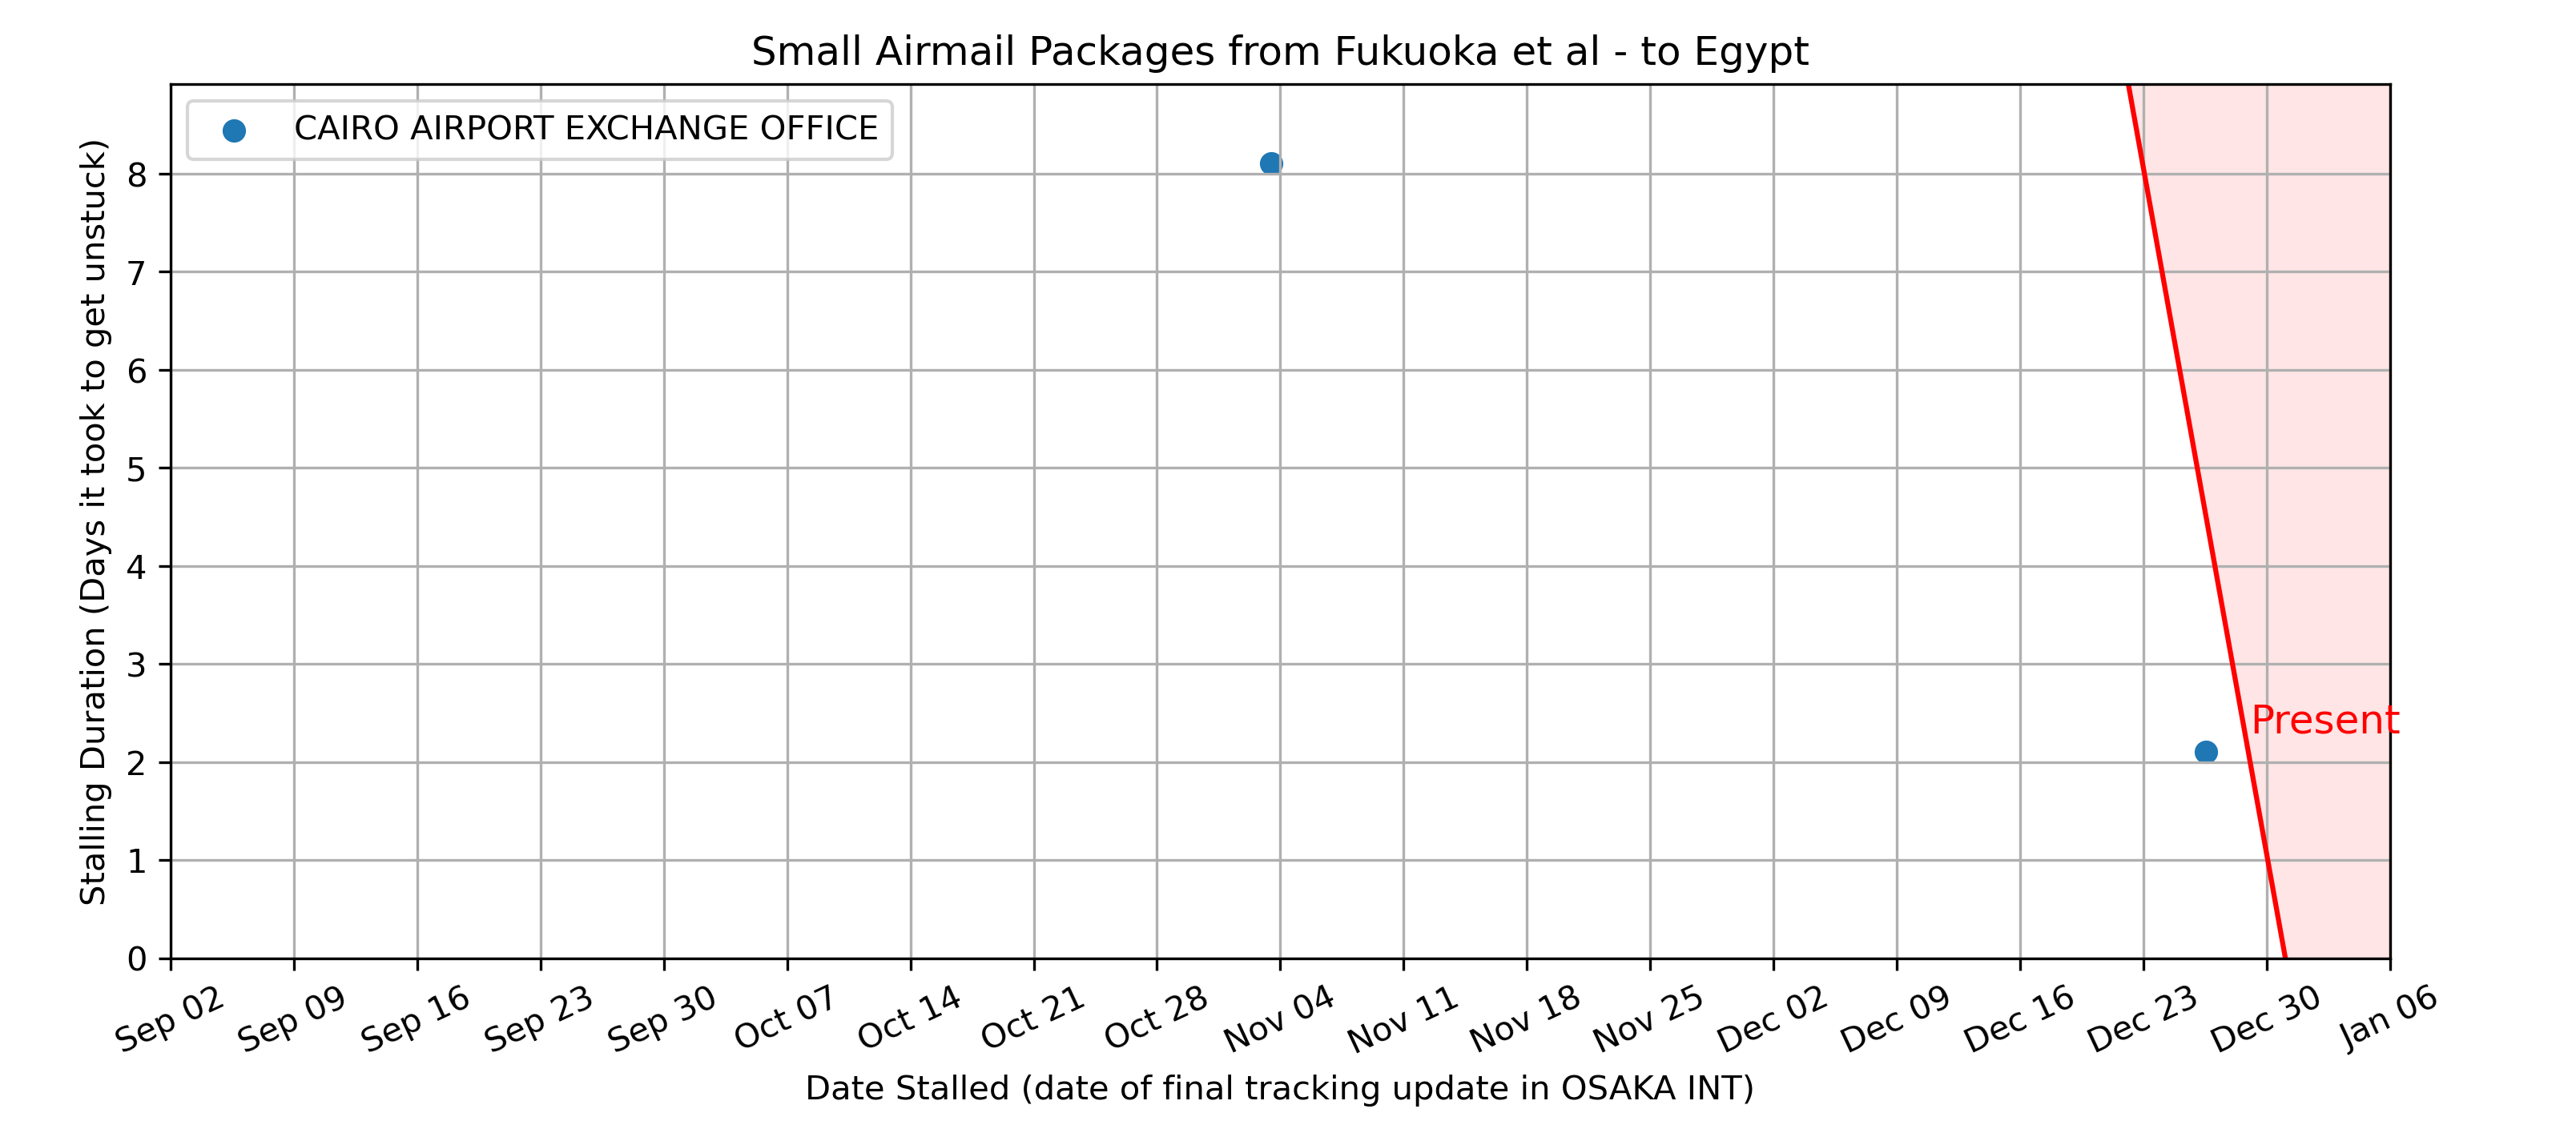 Small Airmail Packages from Fukuoka et al - to Egypt
CAIRO AIRPORT EXCHANGE OFFICE
Stalling Duration (Days it took to get unstuck)
8
7
6
5
4
3
2
1
0
Present
Sep 02
Sep 09
Sep 16
Sep 23
Sep 30
Oct 07
Oct 14
Oct 21
Oct 28
Nov 04
Nov 11
Nov 18
Nov 25
Dec 02
Dec 09
Dec 16
Dec 23
Dec 30
Jan 06
Date Stalled (date of final tracking update in OSAKA INT)